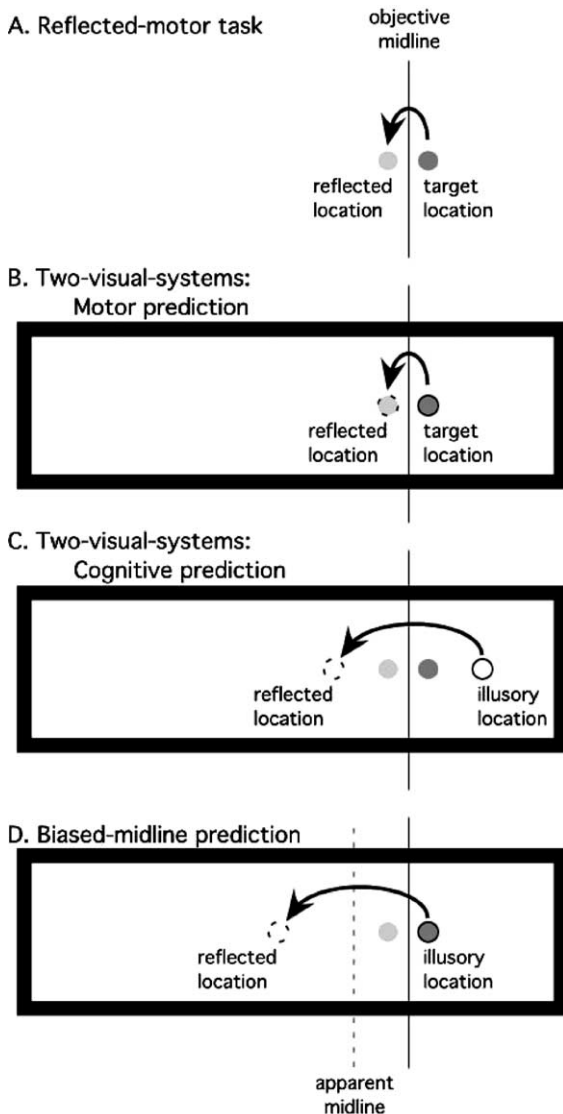 A. Reflected-motor task
objective
midline
reflected
location
target
location
B. Two-visual-systems:
Motor prediction
reflected
location
target
location
C. Two-visual-systems:
Cognitive prediction
reflected
location
illusory
location
D. Biased-midline prediction
reflected
location
illusory
location
apparent
midline